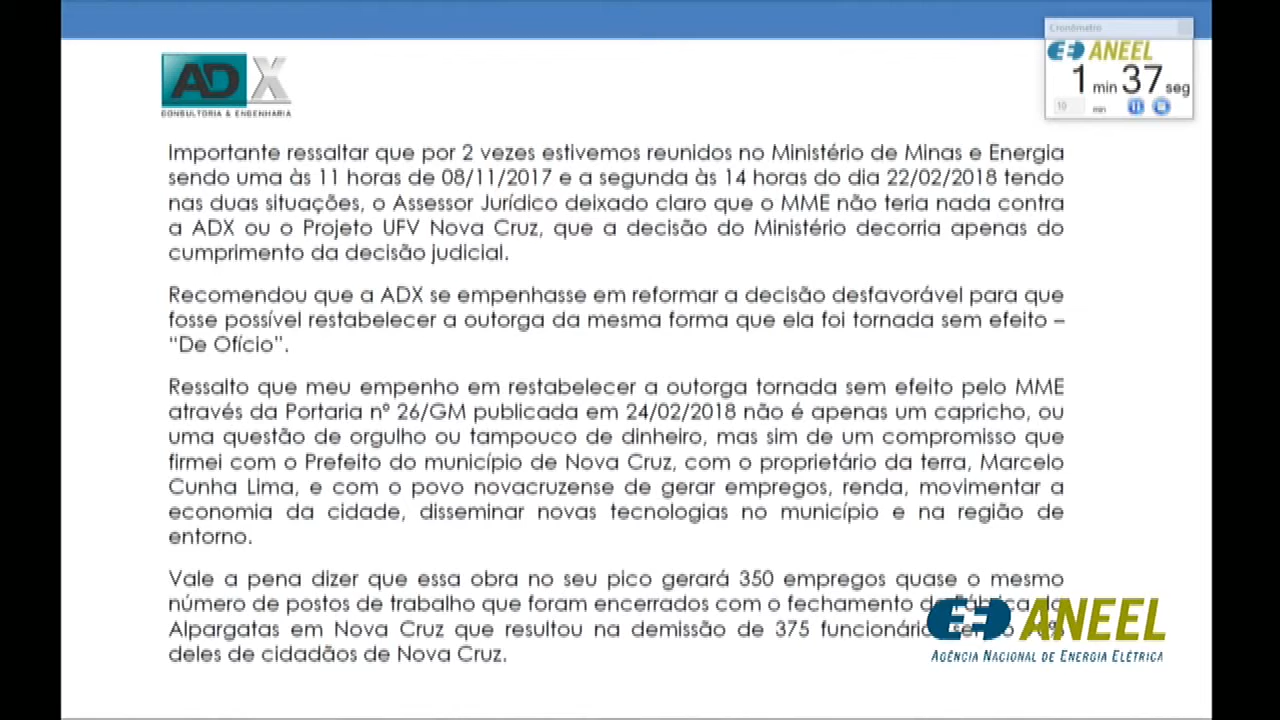 Cronômetro
ANEEL
1 min 37 seg
10 min
ADX
CONSULTORIA & ENGENHARIA
Importante ressaltar que por 2 vezes estivemos reunidos no Ministério de Minas e Energia
sendo uma às 11 horas de 08/11/2017 e a segunda às 14 horas do dia 22/02/2018 tendo
nas duas situações, o Assessor Jurídico deixado claro que o MME não teria nada contra
a ADX ou o Projeto UFV Nova Cruz, que a decisão do Ministério decorria apenas do
cumprimento da decisão judicial.
Recomendou que a ADX se empenhasse em reformar a decisão desfavorável para que
fosse possível restabelecer a outorga da mesma forma que ela foi tornada sem efeito –
“De Ofício”.
Ressalto que meu empenho em restabelecer a outorga tornada sem efeito pelo MME
através da Portaria nº 26/GM publicada em 24/02/2018 não é apenas um capricho, ou
uma questão de orgulho ou tampouco de dinheiro, mas sim de um compromisso que
firmei com o Prefeito do município de Nova Cruz, com o proprietário da terra, Marcelo
Cunha Lima, e com o povo novacruzense de gerar empregos, renda, movimentar a
economia da cidade, disseminar novas tecnologias no município e na região de
entorno.
Vale a pena dizer que essa obra no seu pico gerará 350 empregos quase o mesmo
número de postos de trabalho que foram encerrados com o fechamento
Alpargatas em Nova Cruz que resultou na demissão de 375
deles de cidadãos de Nova Cruz.
ANEEL
AGÊNCIA NACIONAL DE ENERGIA ELÉTRICA